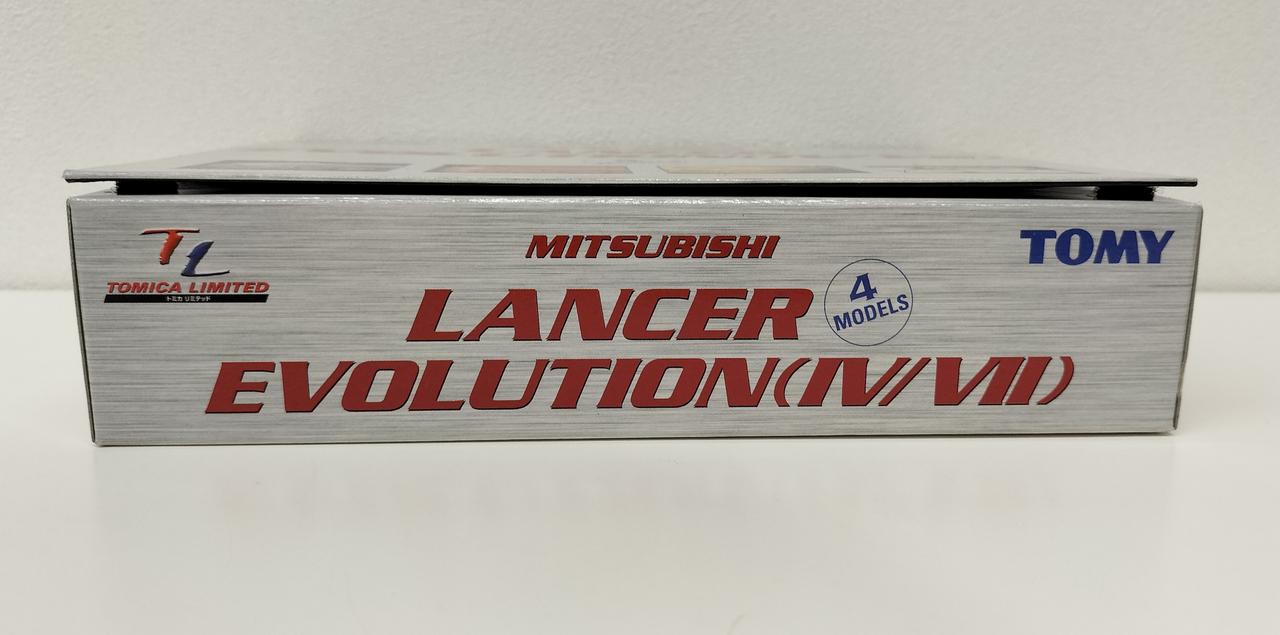 TL
TOMICA LIMITED
トミカ リミテッド
MITSUBISHI
TOMY
LANCER
4
MODELS
EVOLUTION(IV/VII)